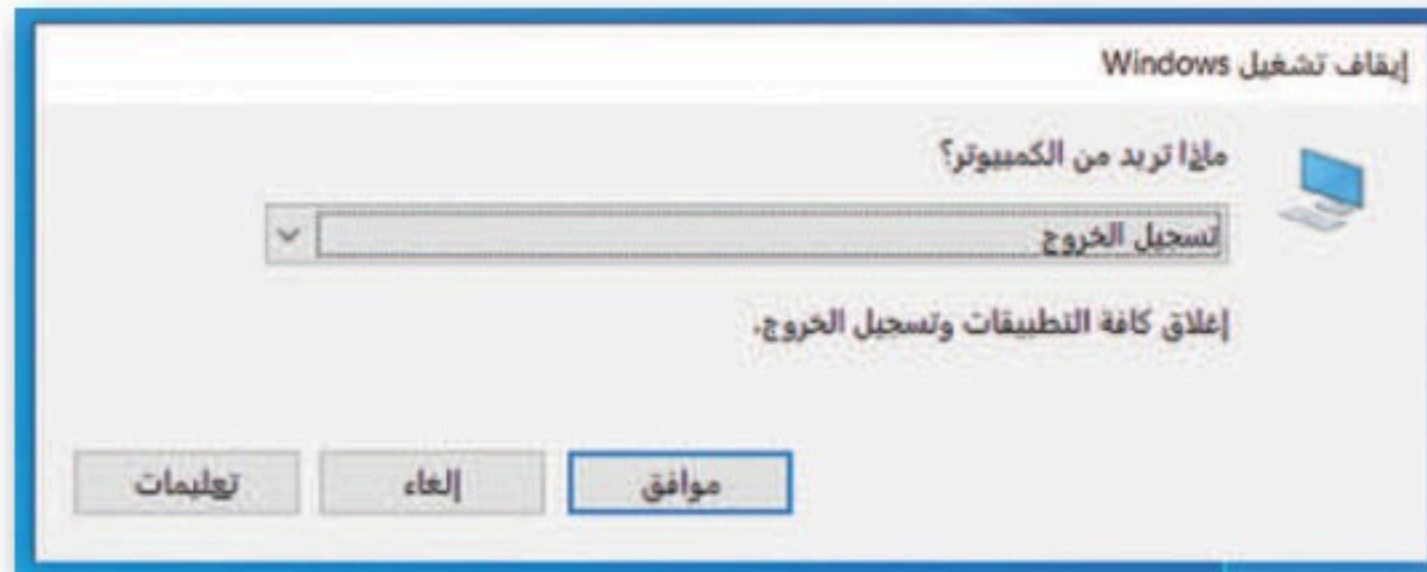 إيقاف تشغيل Windows
ماذا تريد من الكمبيوتر؟
تسجيل الخروج
إغلاق كافة التطبيقات وتسجيل الخروج.
موافق
إلغاء
تعليمات